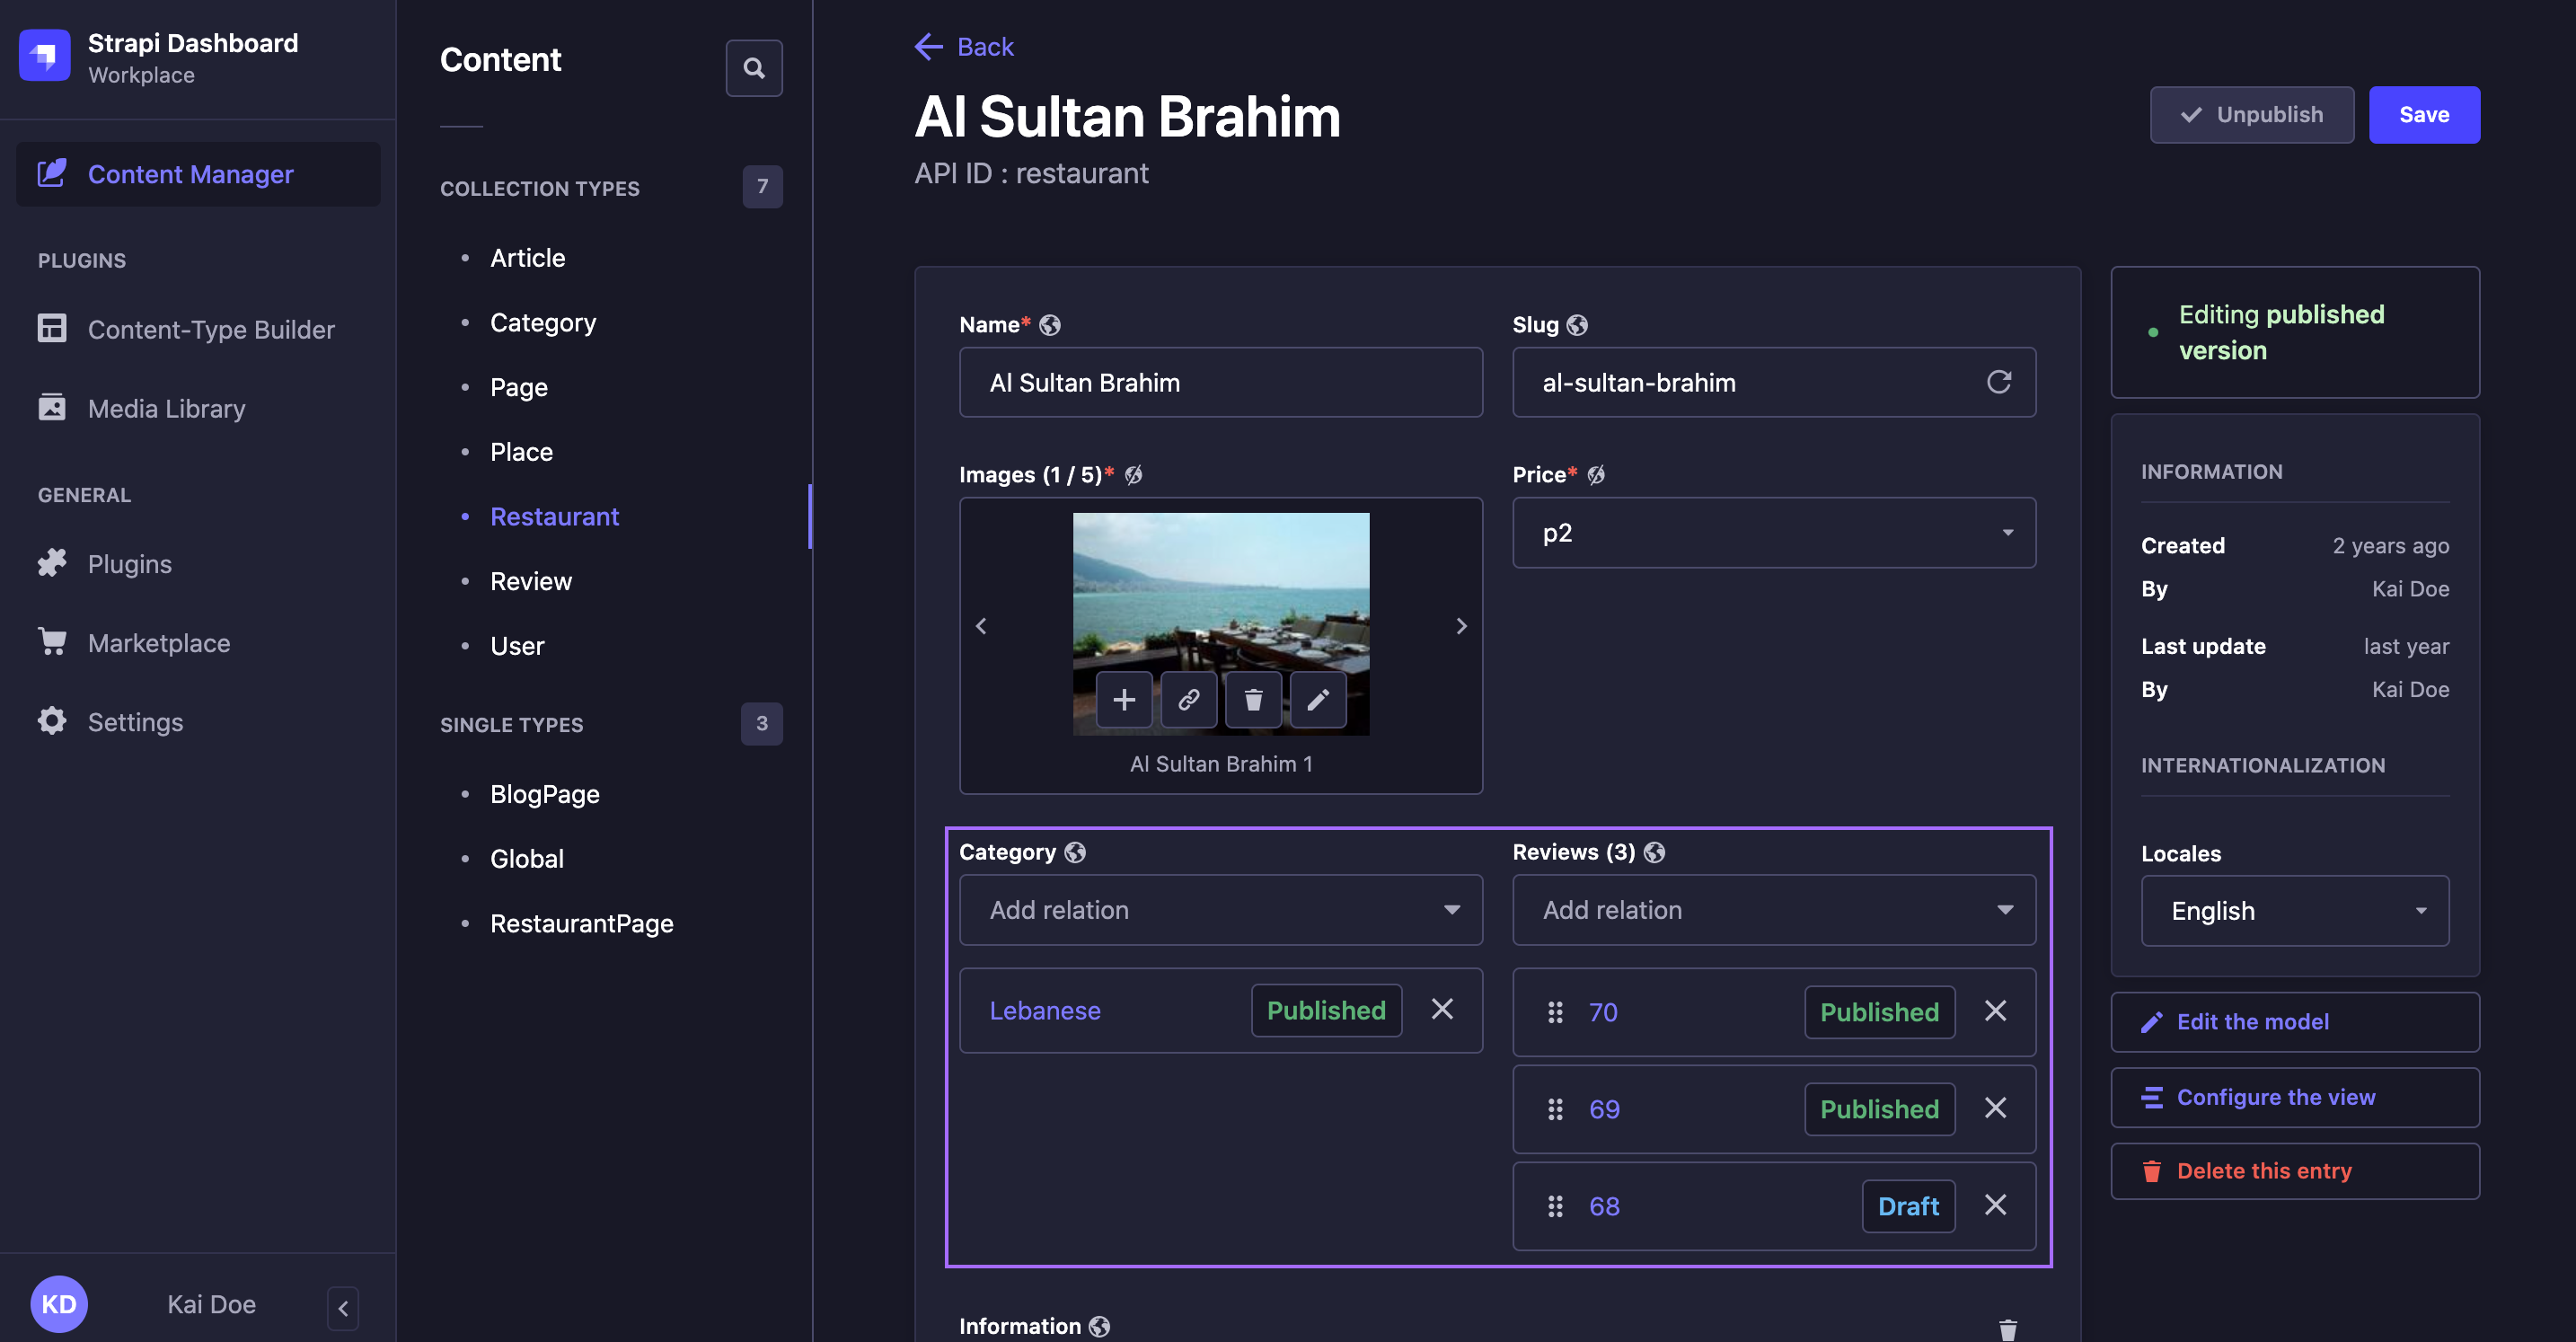 Strapi Dashboard
Workplace
Content Manager
PLUGINS
Content-Type Builder
Media Library
GENERAL
Plugins
Marketplace
Settings
KD
Kai Doe
Content
COLLECTION TYPES 7
Article
Category
Page
Place
Restaurant
Review
User
SINGLE TYPES 3
BlogPage
Global
RestaurantPage
Back
Al Sultan Brahim
API ID : restaurant
Unpublish
Save
Name*
Al Sultan Brahim
Slug
al-sultan-brahim
Images (1 / 5)*
Al Sultan Brahim 1
Price*
p2
Category
Add relation
Lebanese Published
Reviews (3)
Add relation
70 Published
69 Published
68 Draft
Information
Editing published
version
INFORMATION
Created 2 years ago
By Kai Doe
Last update last year
By Kai Doe
INTERNATIONALIZATION
Locales
English
Edit the model
Configure the view
Delete this entry